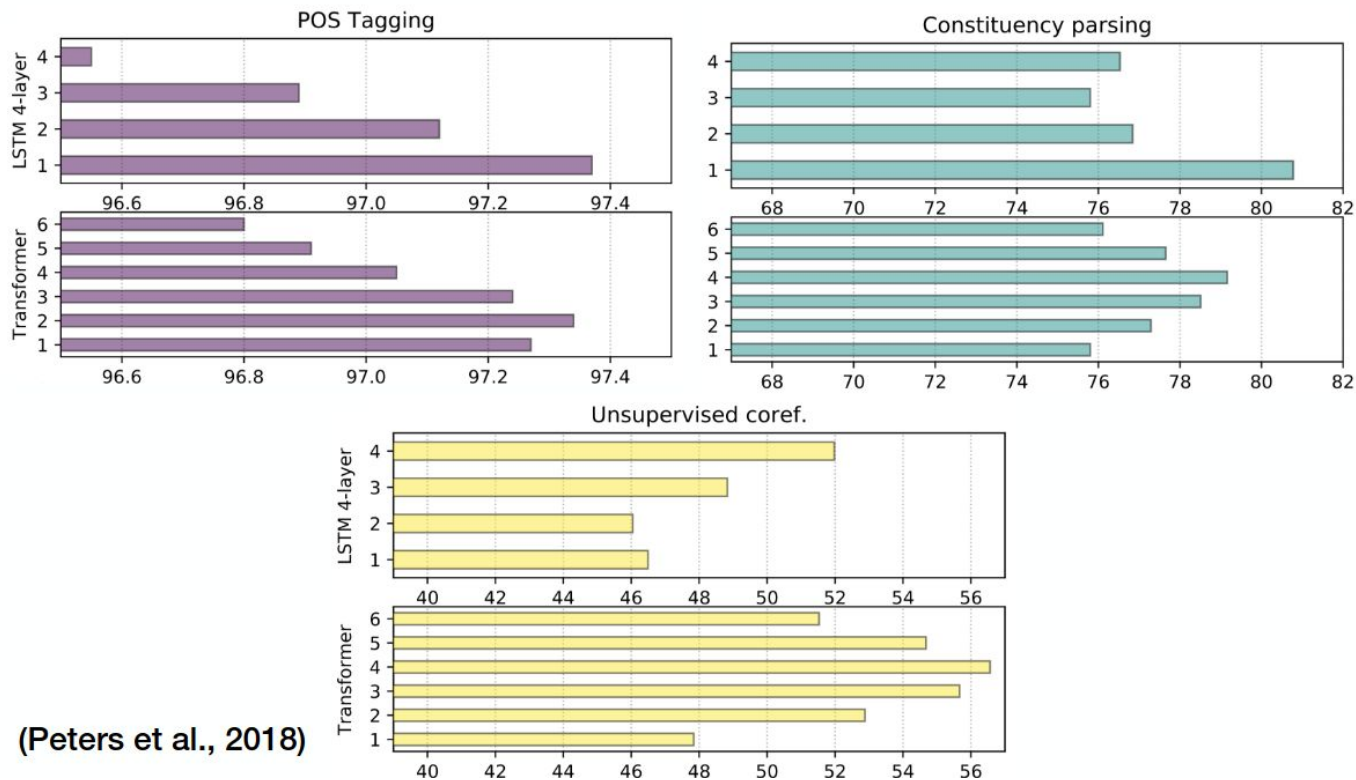 POS Tagging
LSTM 4-layer
4
3
2
1
96.6 96.8 97.0 97.2 97.4
Transformer
6
5
4
3
2
1
96.6 96.8 97.0 97.2 97.4
Constituency parsing
4
3
2
1
68 70 72 74 76 78 80 82
6
5
4
3
2
1
68 70 72 74 76 78 80 82
Unsupervised coref.
LSTM 4-layer
4
3
2
1
40 42 44 46 48 50 52 54 56
Transformer
6
5
4
3
2
1
40 42 44 46 48 50 52 54 56
(Peters et al., 2018)